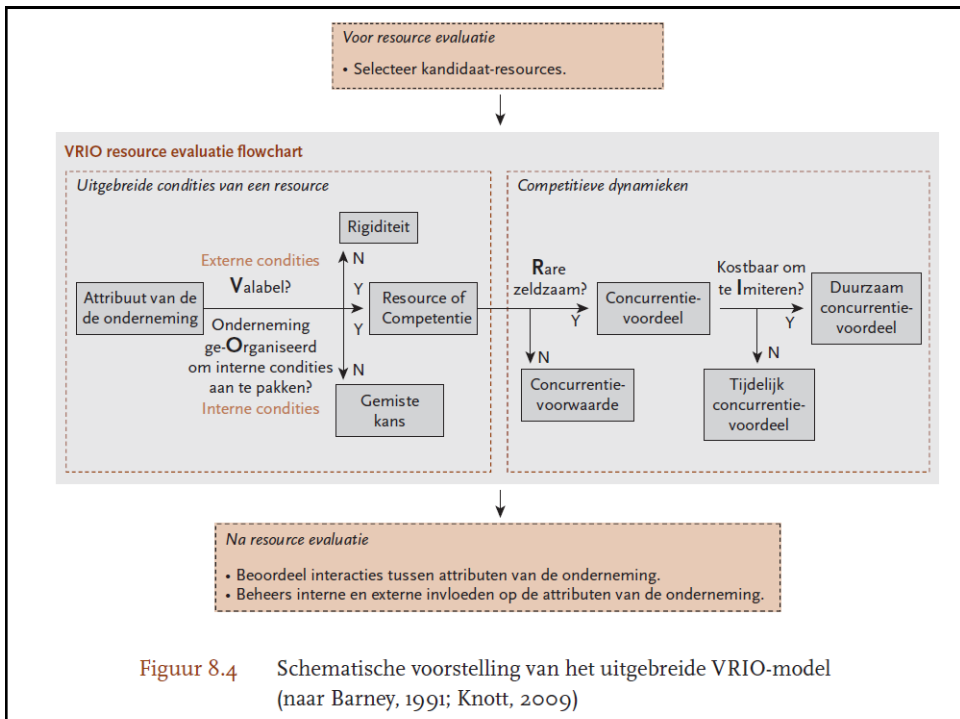 Voor resource evaluatie
• Selecteer kandidaat-resources.
VRIO resource evaluatie flowchart
Uitgebreide condities van een resource
Rigiditeit
Externe condities
N
Valabel?
Y
Attribuut van de
de onderneming
Resource of
Competentie
Onderneming
ge-Organiseerd
om interne condities
aan te pakken?
Y
N
Interne condities
Gemiste
kans
Competitieve dynamieken
Rare
zeldzaam?
Y
N
Concurrentie-
voordeel
Concurrentie-
voorwaarde
Kostbaar om
te Imiteren?
Y
N
Duurzaam
concurrentie-
voordeel
Tijdelijk
concurrentie-
voordeel
Na resource evaluatie
• Beoordeel interacties tussen attributen van de onderneming.
• Beheers interne en externe invloeden op de attributen van de onderneming.
Figuur 8.4 Schematische voorstelling van het uitgebreide VRIO-model
(naar Barney, 1991; Knott, 2009)